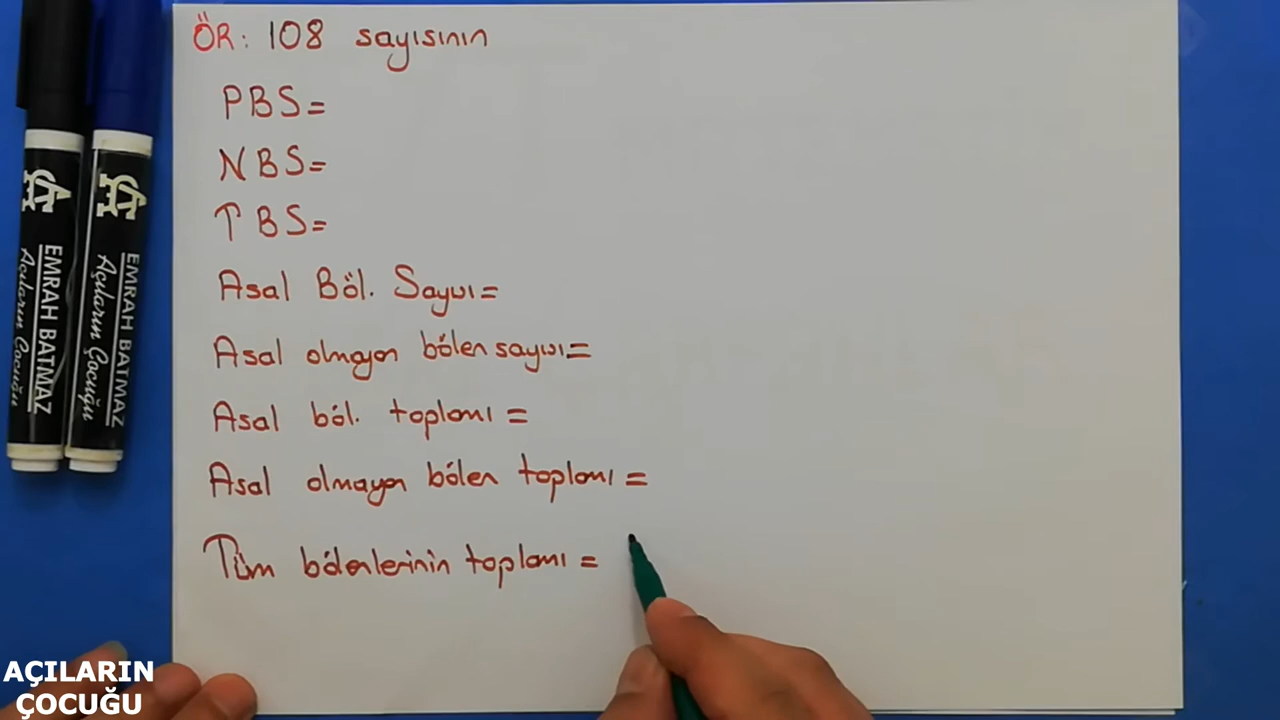 ÖR: 108 sayısının
PBS=
NBS=
TBS=
Asal Böl. Sayısı=
Asal olmayan bölen sayısı=
Asal böl. toplamı =
Asal olmayan bölen toplamı =
Tüm bölenlerinin toplamı =
EMRAH BATMAZ
Açıların Çocuğu
EMRAH BATMAZ
Açıların Çocuğu
AÇILARIN
ÇOCUĞU